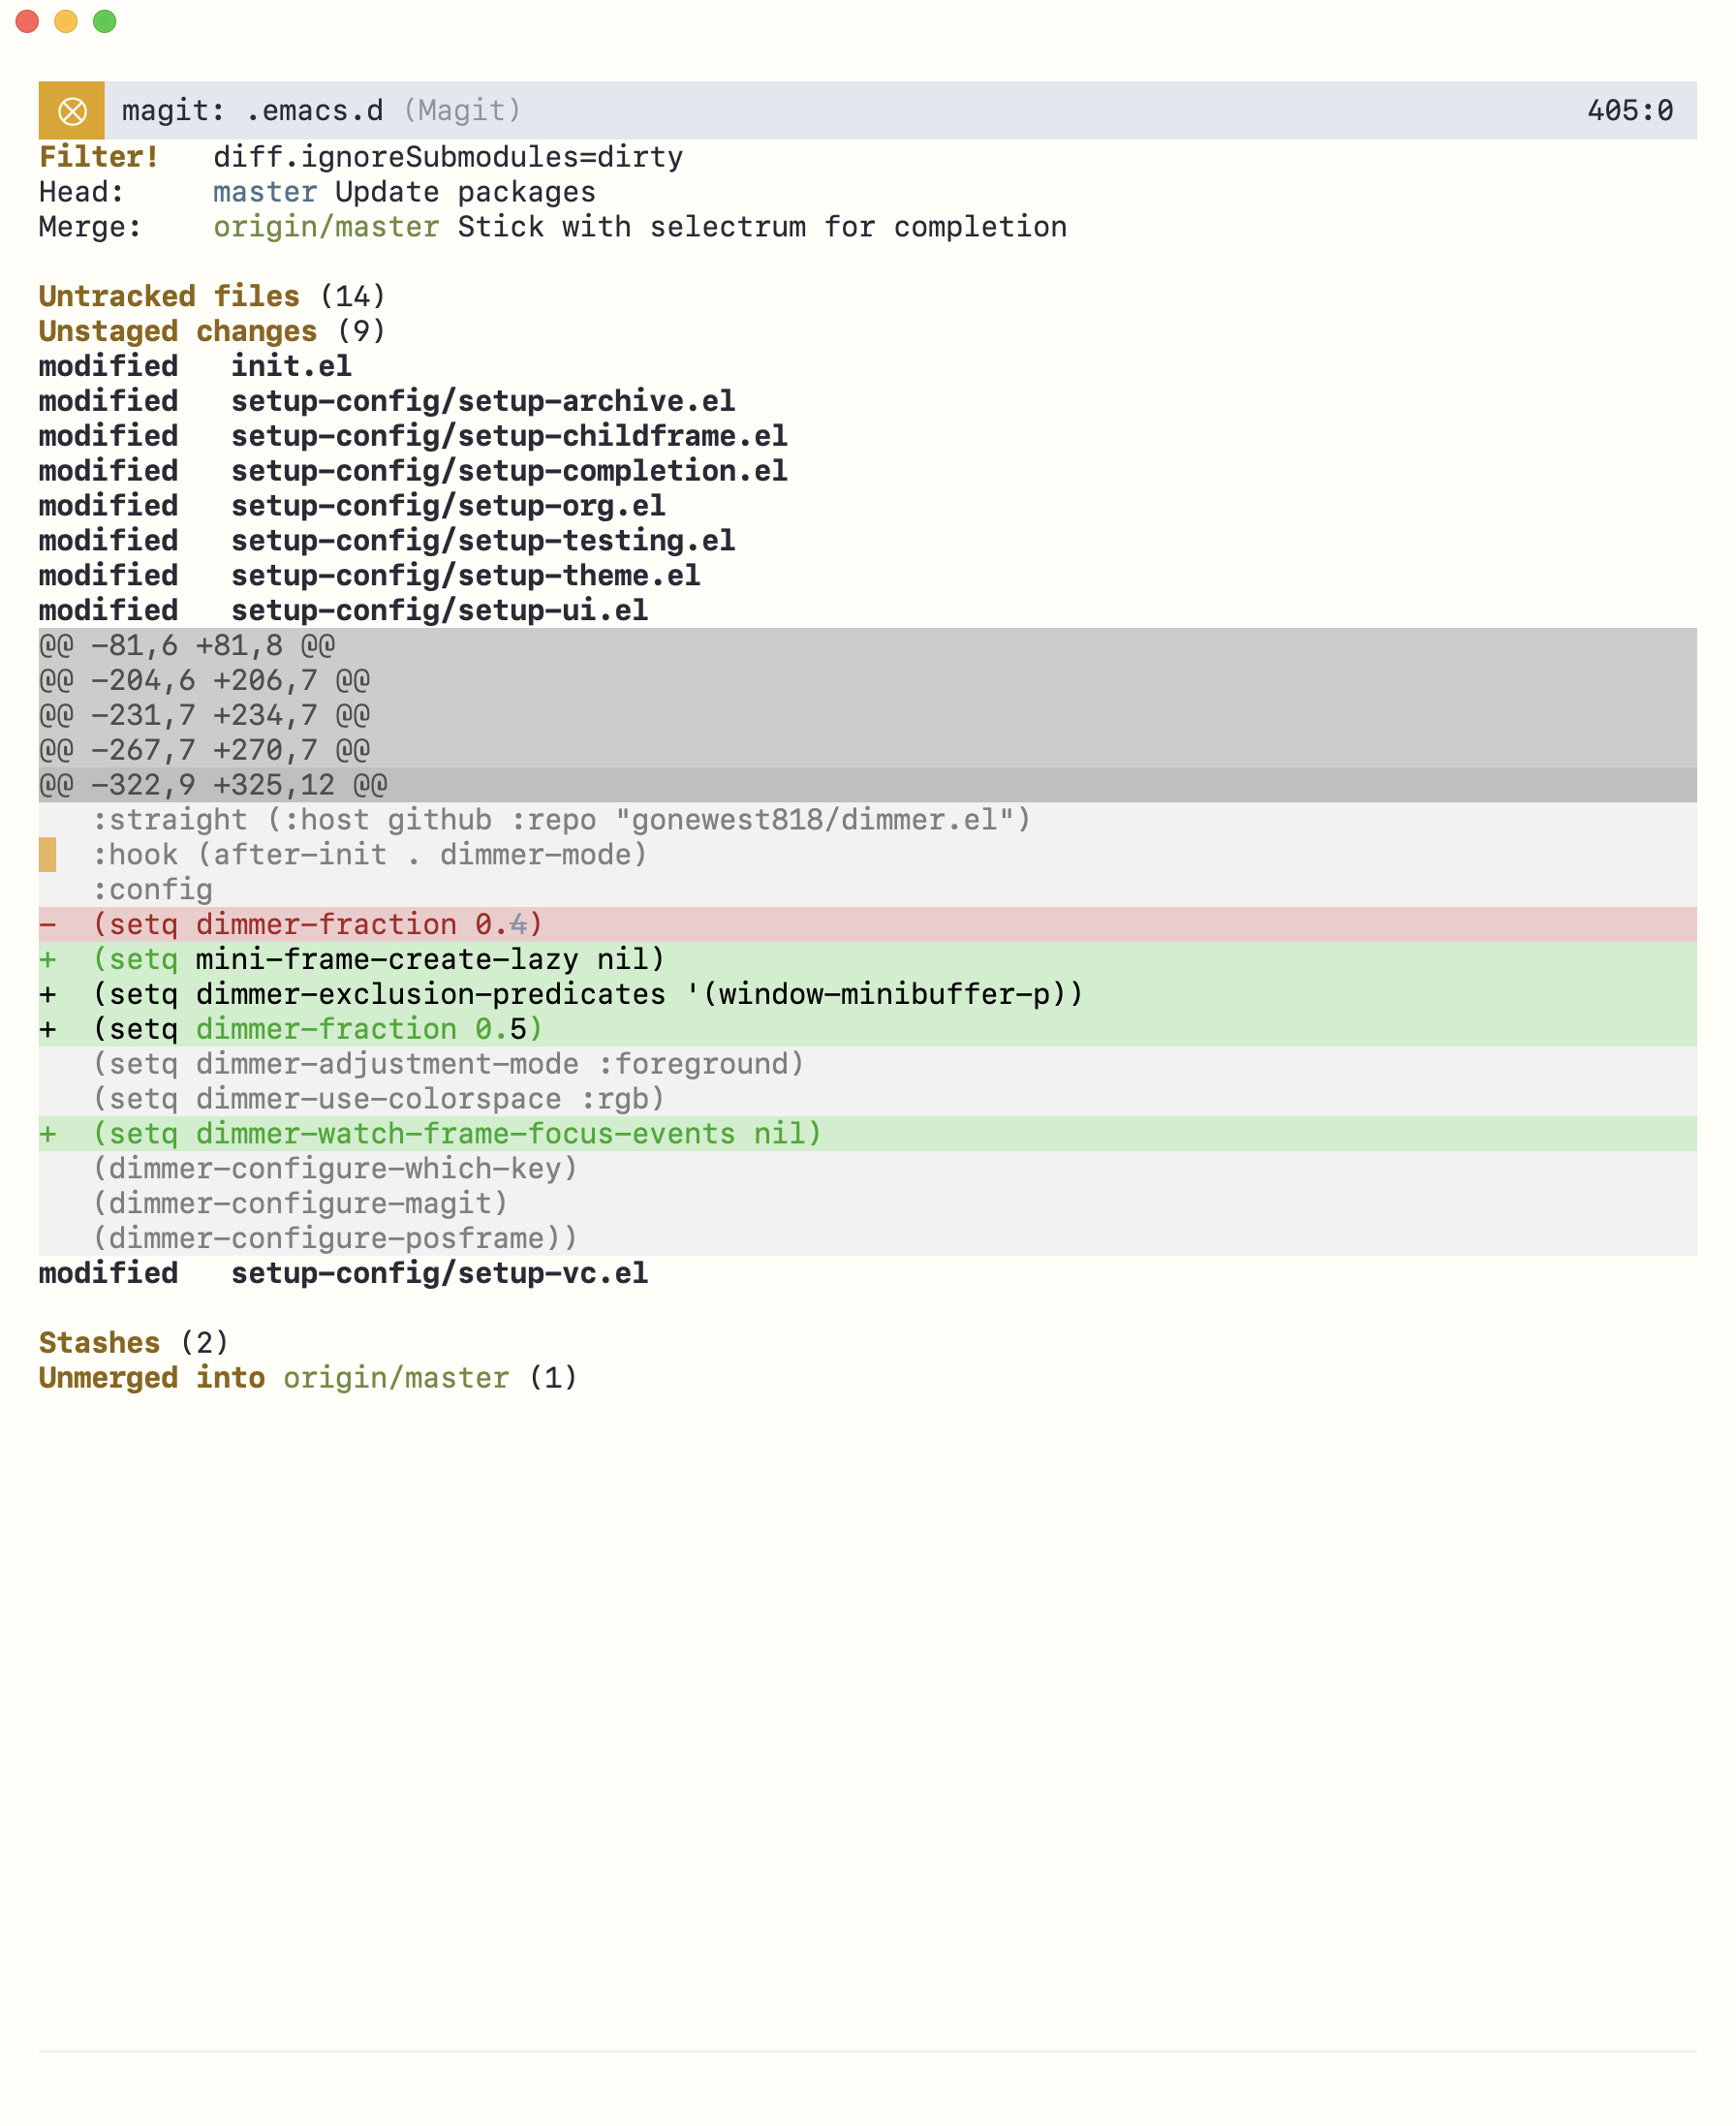 magit: .emacs.d (Magit) 405:0
Filter!   diff.ignoreSubmodules=dirty
Head:     master Update packages
Merge:    origin/master Stick with selectrum for completion
Untracked files (14)
Unstaged changes (9)
modified   init.el
modified   setup-config/setup-archive.el
modified   setup-config/setup-childframe.el
modified   setup-config/setup-completion.el
modified   setup-config/setup-org.el
modified   setup-config/setup-testing.el
modified   setup-config/setup-theme.el
modified   setup-config/setup-ui.el
@@ -81,6 +81,8 @@
@@ -204,6 +206,7 @@
@@ -231,7 +234,7 @@
@@ -267,7 +270,7 @@
@@ -322,9 +325,12 @@
   :straight (:host github :repo "gonewest818/dimmer.el")
   :hook (after-init . dimmer-mode)
   :config
-  (setq dimmer-fraction 0.4)
+  (setq mini-frame-create-lazy nil)
+  (setq dimmer-exclusion-predicates '(window-minibuffer-p))
+  (setq dimmer-fraction 0.5)
   (setq dimmer-adjustment-mode :foreground)
   (setq dimmer-use-colorspace :rgb)
+  (setq dimmer-watch-frame-focus-events nil)
   (dimmer-configure-which-key)
   (dimmer-configure-magit)
   (dimmer-configure-posframe))
modified   setup-config/setup-vc.el
Stashes (2)
Unmerged into origin/master (1)